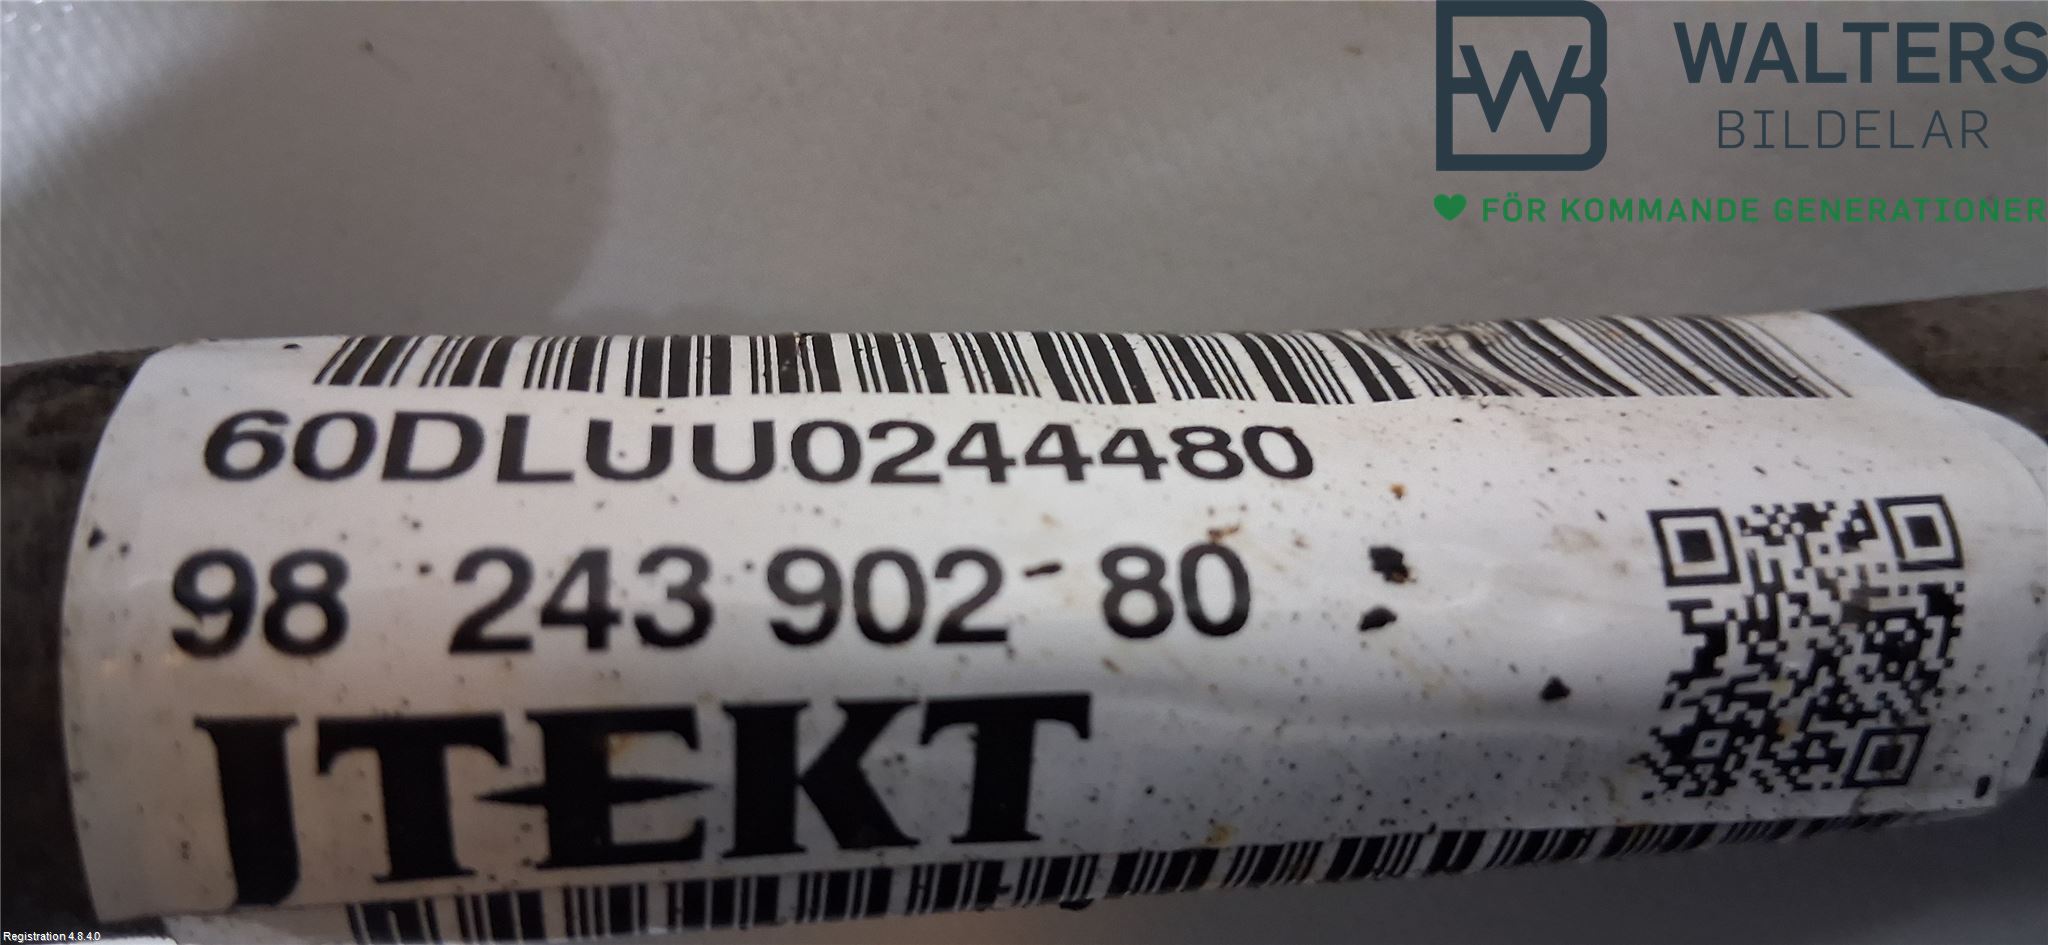 WALTERS
BILDELAR
FÖR KOMMANDE GENERATIONER
60DLUU0244480
98 243 902 80
JTEKT
Registration 4.8.4.0